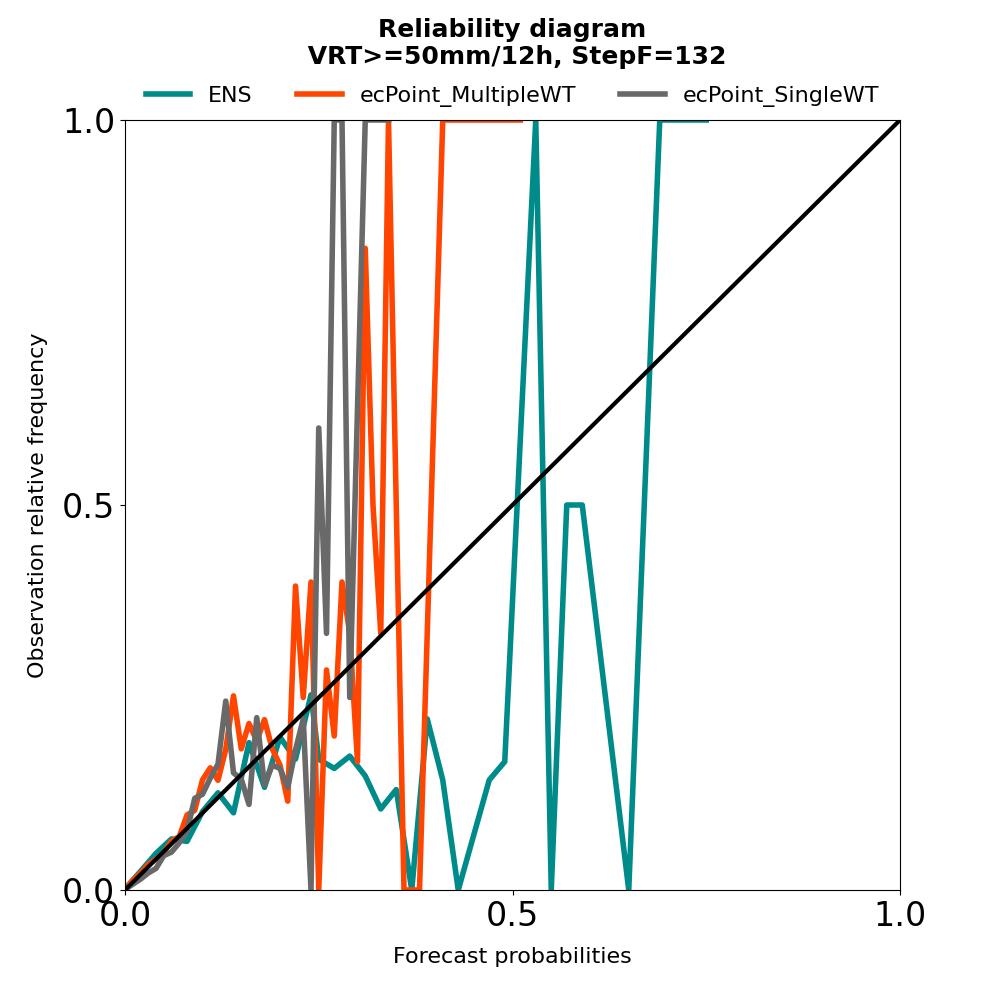 Reliability diagram
VRT>=50mm/12h, StepF=132
ENS ecPoint_MultipleWT ecPoint_SingleWT
1.0
0.5
0.0
Observation relative frequency
0.0 0.5 1.0
Forecast probabilities